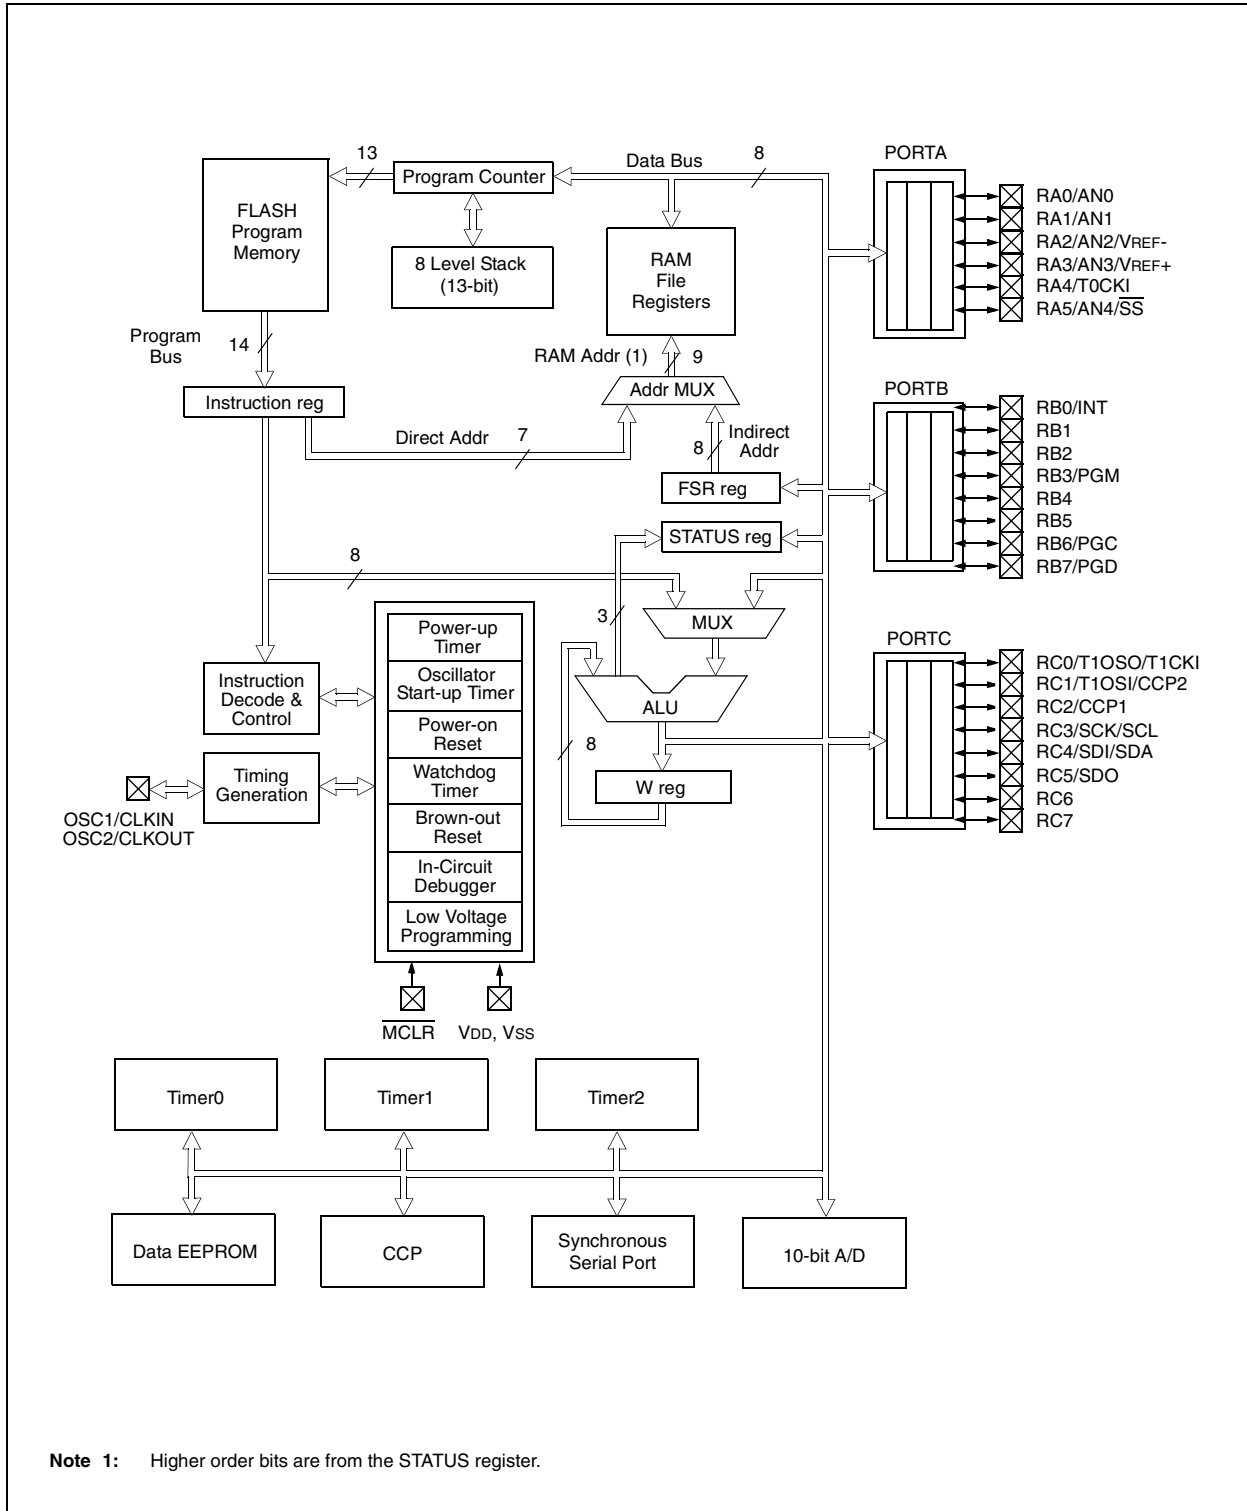 13
Data Bus
8
PORTA
FLASH
Program
Memory
Program Counter
8 Level Stack
(13-bit)
RAM
File
Registers
RA0/AN0
RA1/AN1
RA2/AN2/VREF-
RA3/AN3/VREF+
RA4/T0CKI
RA5/AN4/SS
Program
Bus
14
RAM Addr (1)
9
Addr MUX
Instruction reg
Direct Addr
7
8
Indirect
Addr
FSR reg
STATUS reg
PORTB
RB0/INT
RB1
RB2
RB3/PGM
RB4
RB5
RB6/PGC
RB7/PGD
8
3
MUX
ALU
8
W reg
PORTC
RC0/T1OSO/T1CKI
RC1/T1OSI/CCP2
RC2/CCP1
RC3/SCK/SCL
RC4/SDI/SDA
RC5/SDO
RC6
RC7
Instruction
Decode &
Control
Timing
Generation
OSC1/CLKIN
OSC2/CLKOUT
Power-up
Timer
Oscillator
Start-up Timer
Power-on
Reset
Watchdog
Timer
Brown-out
Reset
In-Circuit
Debugger
Low Voltage
Programming
MCLR
VDD, VSS
Timer0
Timer1
Timer2
Data EEPROM
CCP
Synchronous
Serial Port
10-bit A/D
Note 1: Higher order bits are from the STATUS register.